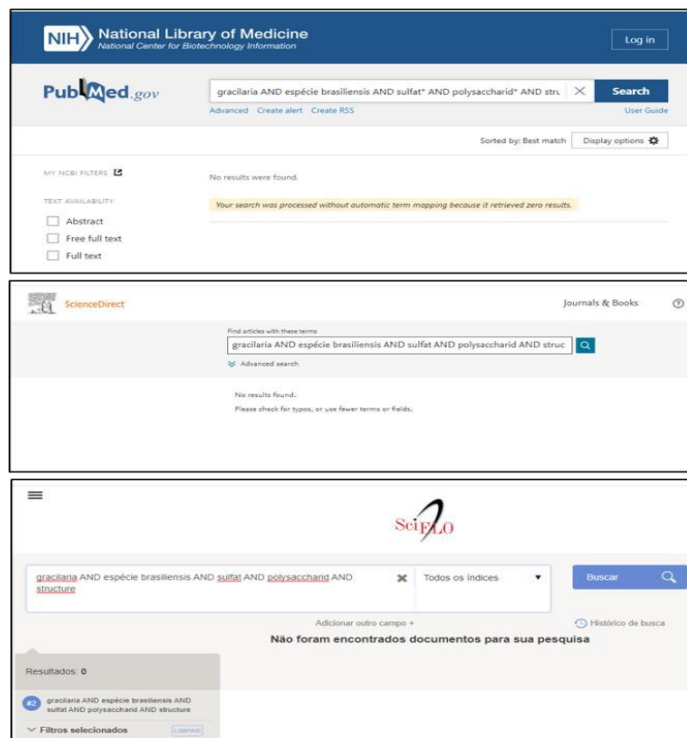 NIH National Library of Medicine
National Center for Biotechnology Information
Log in
PubMed.gov
gracilaria AND espécie brasiliensis AND sulfat* AND polysaccharid* AND stru
Search
Advanced Create alert Create RSS
User Guide
Sorted by: Best match
Display options
MY NCBI FILTERS
No results were found.
TEXT AVAILABILITY
Your search was processed without automatic term mapping because it retrieved zero results.
Abstract
Free full text
Full text
ScienceDirect
Journals & Books
Find articles with these terms
gracilaria AND espécie brasiliensis AND sulfat AND polysaccharid AND struc
Advanced search
No results found.
Please check for typos, or use fewer terms or fields.
SciELO
gracilaria AND espécie brasiliensis AND sulfat AND polysaccharid AND
structure
Todos os índices
Buscar
Adicionar outro campo +
Histórico de busca
Não foram encontrados documentos para sua pesquisa
Resultados: 0
#2 gracilaria AND espécie brasiliensis AND
sulfat AND polysaccharid AND structure
Filtros selecionados
LIMPAR